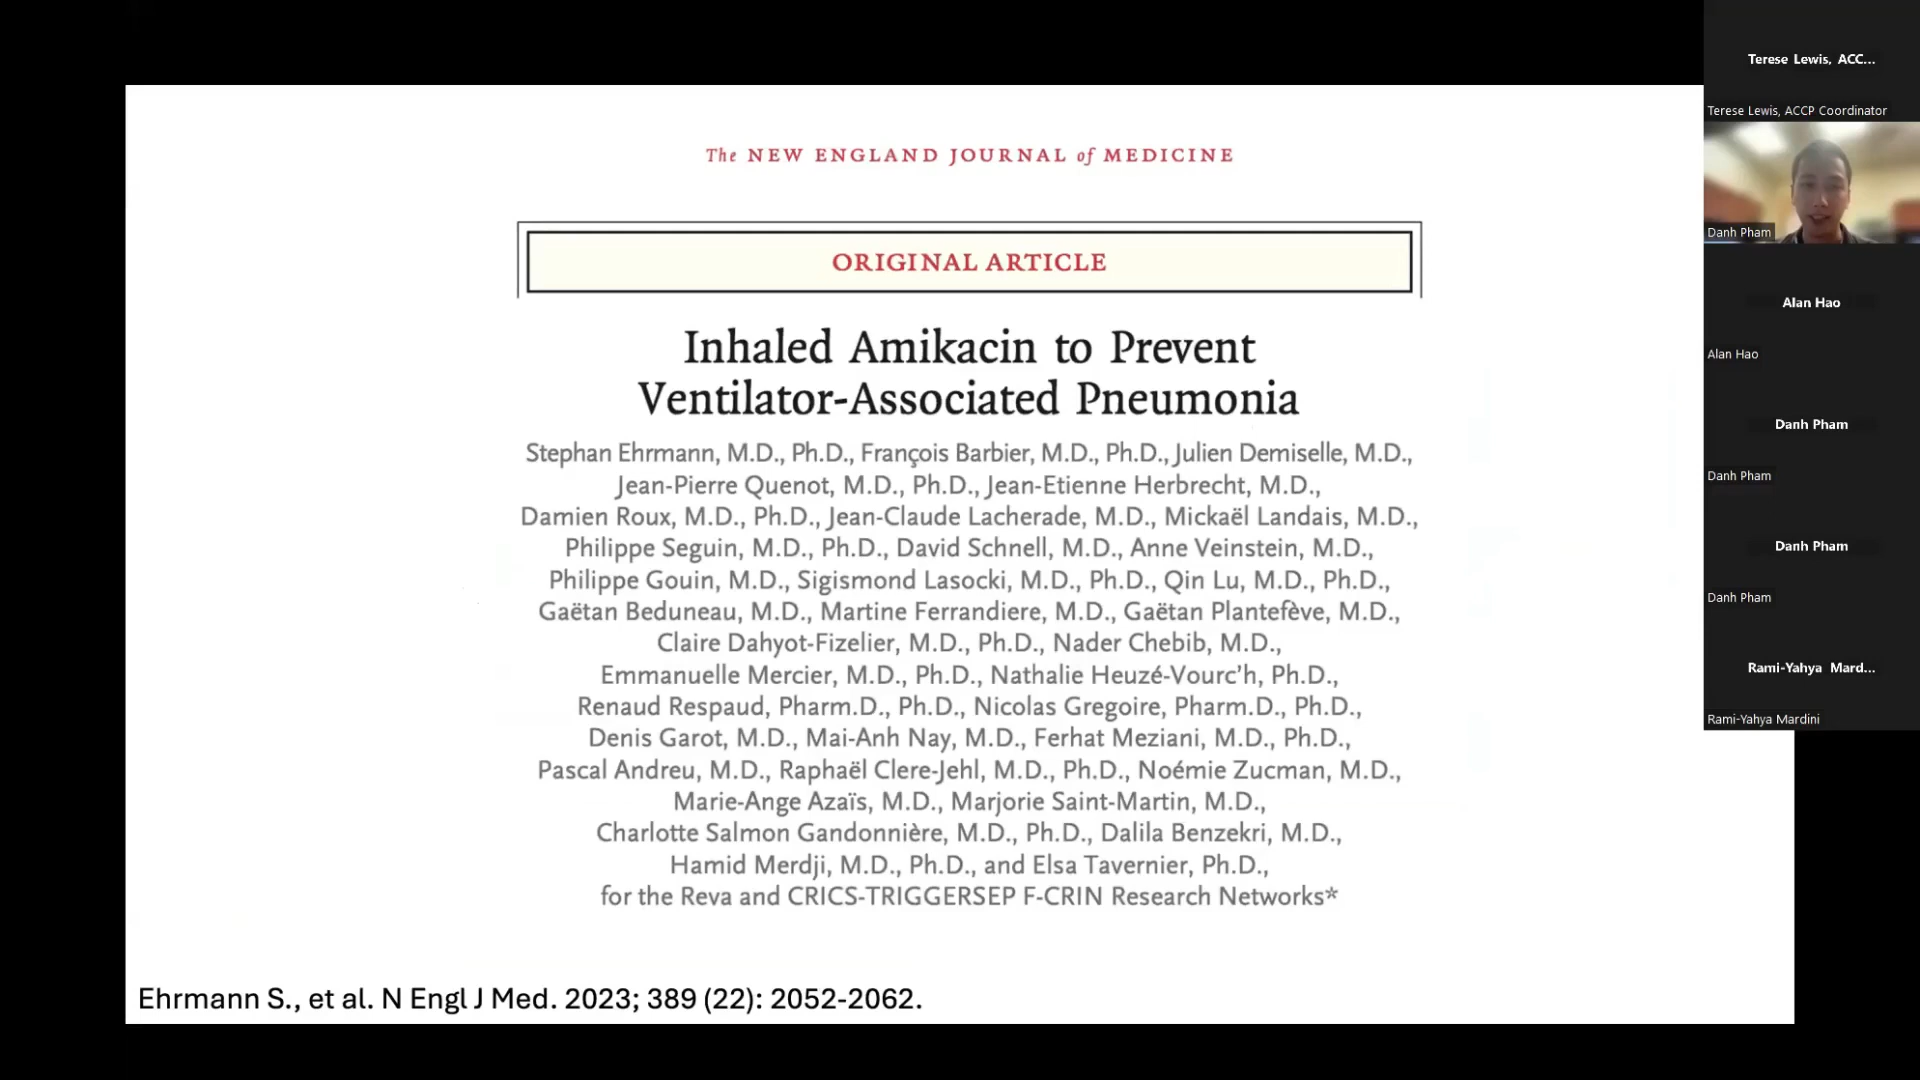 The NEW ENGLAND JOURNAL of MEDICINE
ORIGINAL ARTICLE
Inhaled Amikacin to Prevent
Ventilator-Associated Pneumonia
Stephan Ehrmann, M.D., Ph.D., François Barbier, M.D., Ph.D., Julien Demiselle, M.D.,
Jean-Pierre Quenot, M.D., Ph.D., Jean-Etienne Herbrecht, M.D.,
Damien Roux, M.D., Ph.D., Jean-Claude Lacherade, M.D., Mickaël Landais, M.D.,
Philippe Seguin, M.D., Ph.D., David Schnell, M.D., Anne Veinstein, M.D.,
Philippe Gouin, M.D., Sigismond Lasocki, M.D., Ph.D., Qin Lu, M.D., Ph.D.,
Gaëtan Beduneau, M.D., Martine Ferrandiere, M.D., Gaëtan Plantefève, M.D.,
Claire Dahyot-Fizelier, M.D., Ph.D., Nader Chebib, M.D.,
Emmanuelle Mercier, M.D., Ph.D., Nathalie Heuzé-Vourc’h, Ph.D.,
Renaud Respaud, Pharm.D., Ph.D., Nicolas Gregoire, Pharm.D., Ph.D.,
Denis Garot, M.D., Mai-Anh Nay, M.D., Ferhat Meziani, M.D., Ph.D.,
Pascal Andreu, M.D., Raphaël Clere-Jehl, M.D., Ph.D., Noémie Zucman, M.D.,
Marie-Ange Azaïs, M.D., Marjorie Saint-Martin, M.D.,
Charlotte Salmon Gandonnière, M.D., Ph.D., Dalila Benzekri, M.D.,
Hamid Merdji, M.D., Ph.D., and Elsa Tavernier, Ph.D.,
for the Reva and CRICS-TRIGGERSEP F-CRIN Research Networks*
Ehrmann S., et al. N Engl J Med. 2023; 389 (22): 2052-2062.
Terese Lewis, ACC...
Terese Lewis, ACCP Coordinator
Danh Pham
Alan Hao
Alan Hao
Danh Pham
Danh Pham
Danh Pham
Danh Pham
Rami-Yahya Mard...
Rami-Yahya Mardini